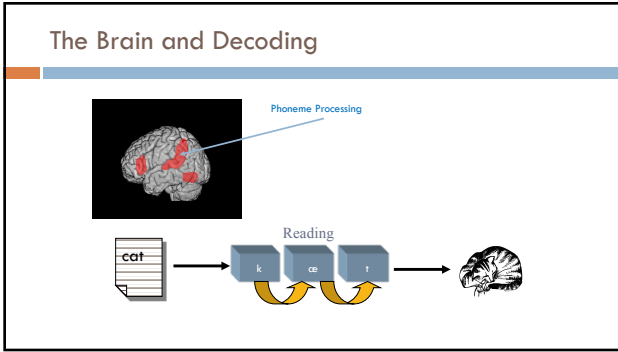 The Brain and Decoding
Phoneme Processing
Reading
cat
k æ t